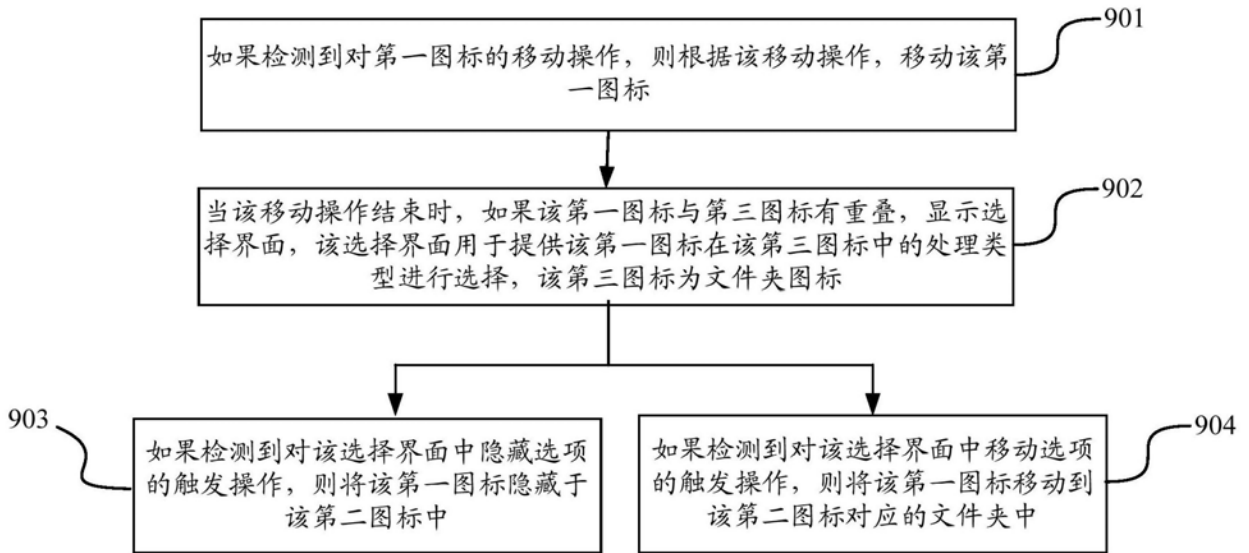 901
如果检测到对第一图标的移动操作，则根据该移动操作，移动该第
一图标
902
当该移动操作结束时，如果该第一图标与第三图标有重叠，显示选
择界面，该选择界面用于提供该第一图标在该第三图标中的处理类
型进行选择，该第三图标为文件夹图标
903
如果检测到对该选择界面中隐藏选项
的触发操作，则将该第一图标隐藏于
该第二图标中
904
如果检测到对该选择界面中移动选项
的触发操作，则将该第一图标移动到
该第二图标对应的文件夹中